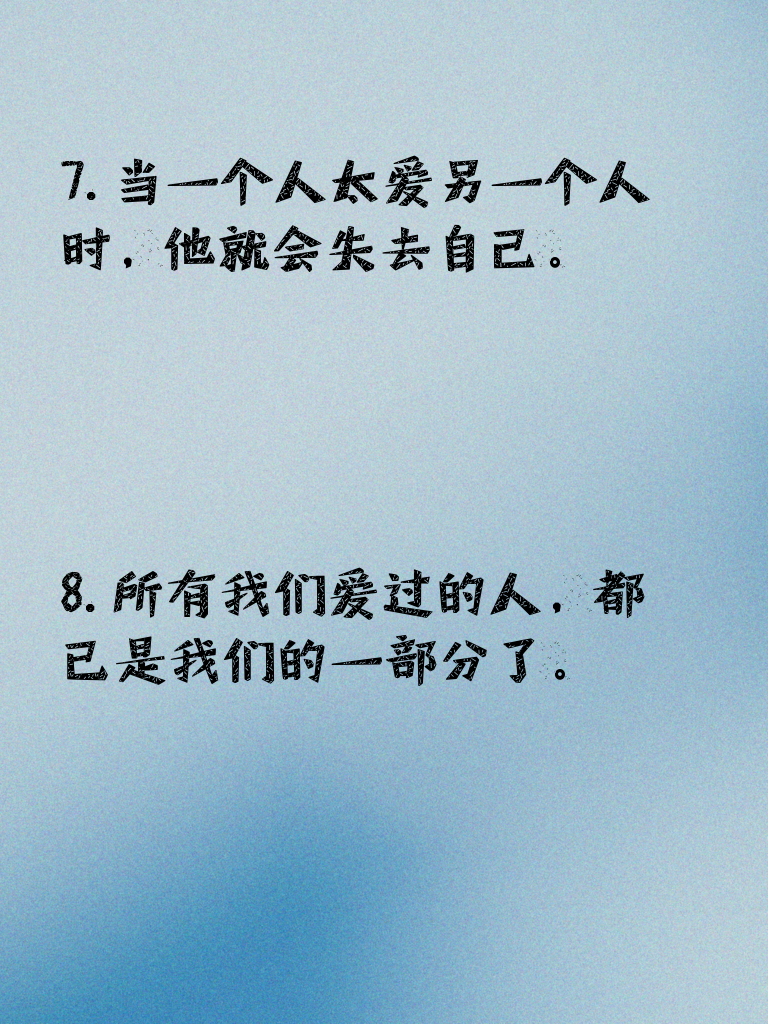 7.当一个人太爱另一个人
时，他就会失去自己。
8.所有我们爱过的人，都
已是我们的一部分了。